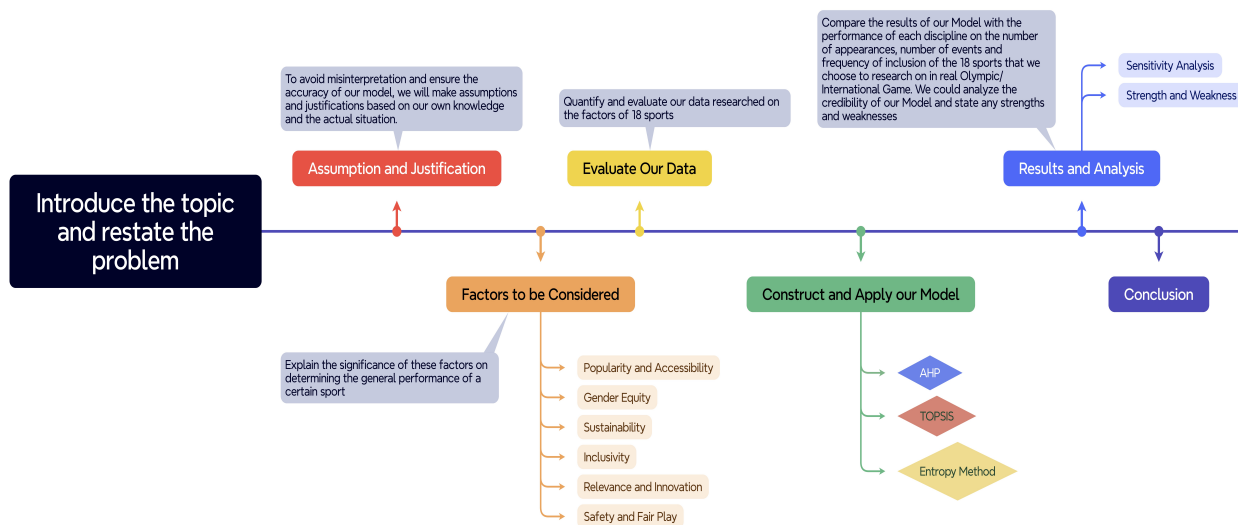 Introduce the topic
and restate the
problem
To avoid misinterpretation and ensure the
accuracy of our model, we will make assumptions
and justifications based on our own knowledge
and the actual situation.
Assumption and Justification
Factors to be Considered
Explain the significance of these factors on
determining the general performance of a
certain sport
Popularity and Accessibility
Gender Equity
Sustainability
Inclusivity
Relevance and Innovation
Safety and Fair Play
Quantify and evaluate our data researched on
the factors of 18 sports
Evaluate Our Data
Construct and Apply our Model
AHP
TOPSIS
Entropy Method
Compare the results of our Model with the
performance of each discipline on the number
of appearances, number of events and
frequency of inclusion of the 18 sports that we
choose to research on in real Olympic/
International Game. We could analyze the
credibility of our Model and state any strengths
and weaknesses
Results and Analysis
Sensitivity Analysis
Strength and Weakness
Conclusion